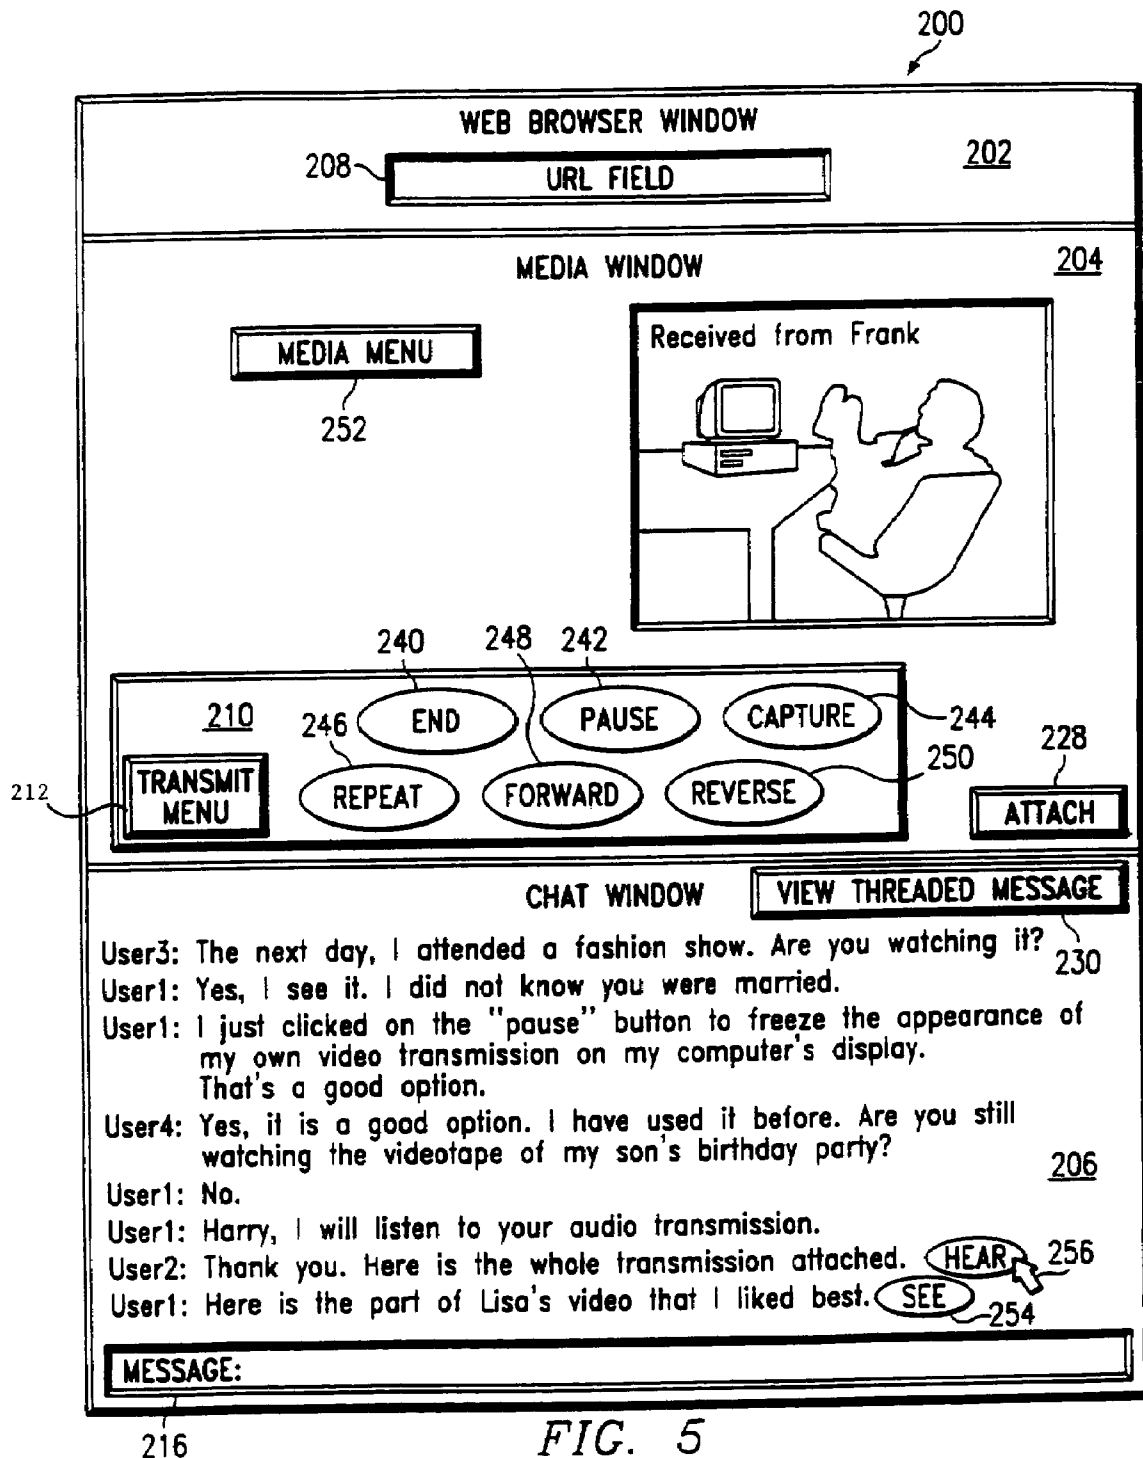 200
WEB BROWSER WINDOW
202
208
URL FIELD
MEDIA WINDOW
204
MEDIA MENU
252
Received from Frank
240
248
242
210
END
PAUSE
CAPTURE
244
246
228
250
212
TRANSMIT
MENU
REPEAT
FORWARD
REVERSE
ATTACH
CHAT WINDOW
VIEW THREADED MESSAGE
230
User3: The next day, I attended a fashion show. Are you watching it?
User1: Yes, I see it. I did not know you were married.
User1: I just clicked on the "pause" button to freeze the appearance of
my own video transmission on my computer's display.
That's a good option.
User4: Yes, it is a good option. I have used it before. Are you still
watching the videotape of my son's birthday party?
206
User1: No.
User1: Harry, I will listen to your audio transmission.
User2: Thank you. Here is the whole transmission attached. HEAR
256
User1: Here is the part of Lisa's video that I liked best. SEE
254
MESSAGE:
216
FIG. 5